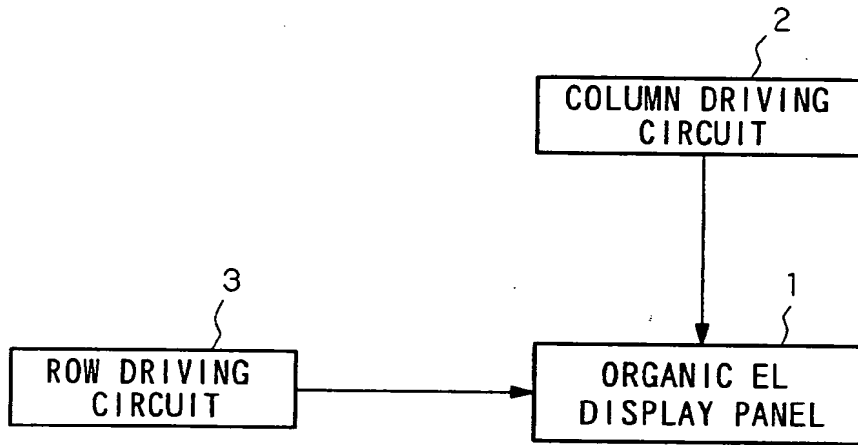 2
COLUMN DRIVING
CIRCUIT
3
1
ROW DRIVING
CIRCUIT
ORGANIC EL
DISPLAY PANEL